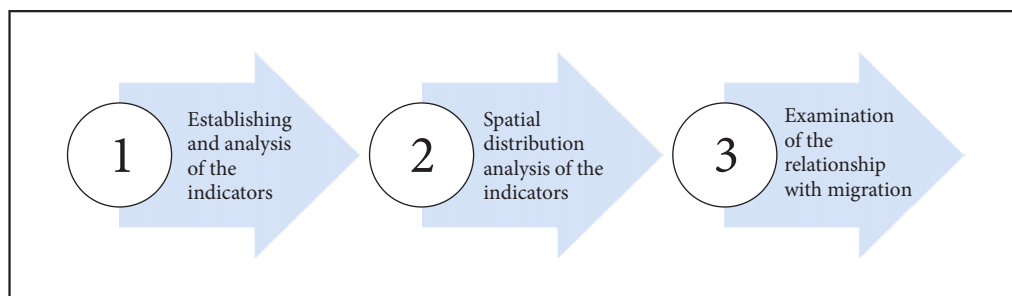 1
Establishing
and analysis
of the
indicators
2
Spatial
distribution
analysis of the
indicators
3
Examination
of the
relationship
with migration